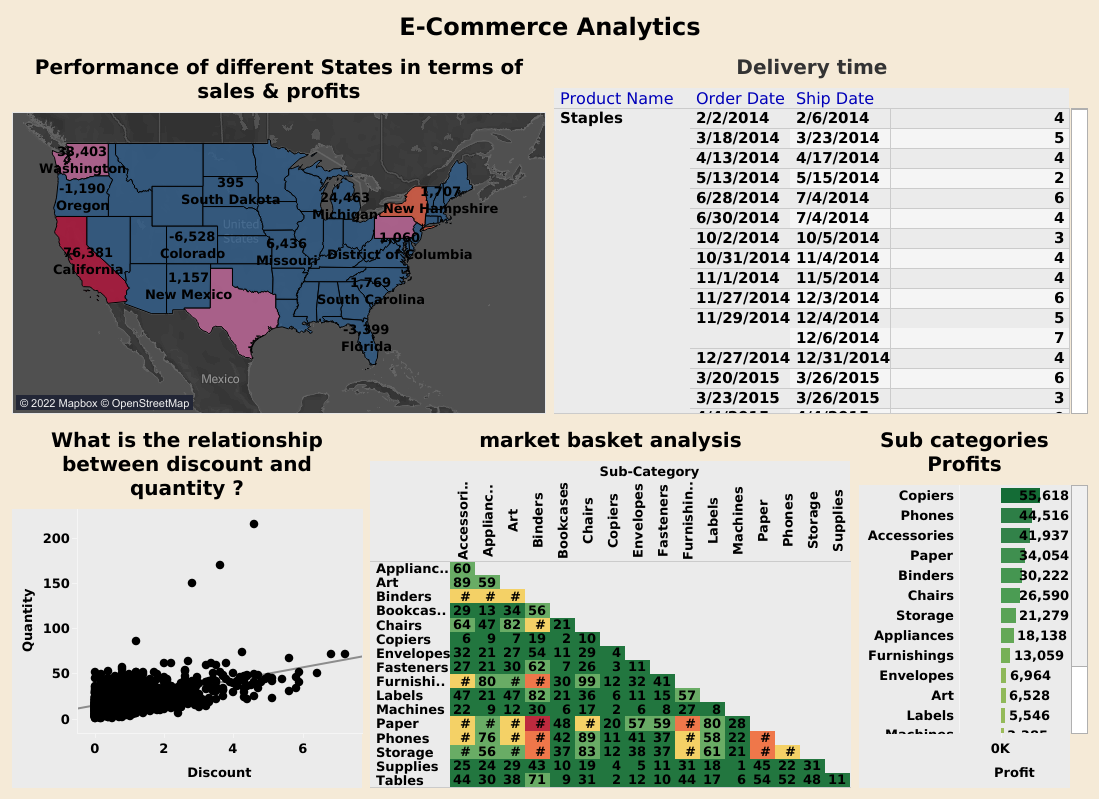 E-Commerce Analytics
Performance of different States in terms of
sales & profits
38,403
Washington
-1,190
Oregon
395
South Dakota
24,463
Michigan
1,707
New Hampshire
-6,528
Colorado
United
States
6,436
Missouri
1,060
District of Columbia
76,381
California
1,157
New Mexico
1,769
South Carolina
-3,399
Florida
Mexico
© 2022 Mapbox © OpenStreetMap
Delivery time
Product Name Order Date Ship Date
Staples 2/2/2014 2/6/2014 4
3/18/2014 3/23/2014 5
4/13/2014 4/17/2014 4
5/13/2014 5/15/2014 2
6/28/2014 7/4/2014 6
6/30/2014 7/4/2014 4
10/2/2014 10/5/2014 3
10/31/2014 11/4/2014 4
11/1/2014 11/5/2014 4
11/27/2014 12/3/2014 6
11/29/2014 12/4/2014 5
12/6/2014 7
12/27/2014 12/31/2014 4
3/20/2015 3/26/2015 6
3/23/2015 3/26/2015 3
What is the relationship
between discount and
quantity ?
Quantity
200
150
100
50
0
0 2 4 6
Discount
market basket analysis
Sub-Category
Accessori.. Applianc.. Art Binders Bookcases Chairs Copiers Envelopes Fasteners Furnishin.. Labels Machines Paper Phones Storage Supplies
Applianc.. 60
Art 89 59
Binders # # #
Bookcas.. 29 13 34 56
Chairs 64 47 82 # 21
Copiers 6 9 7 19 2 10
Envelopes 32 21 27 54 11 29 4
Fasteners 27 21 30 62 7 26 3 11
Furnishi.. # 80 # # 30 99 12 32 41
Labels 47 21 47 82 21 36 6 11 15 57
Machines 22 9 12 30 6 17 2 6 8 27 8
Paper # # # # 48 # 20 57 59 # 80 28
Phones # 76 # # 42 89 11 41 37 # 58 22 #
Storage # 56 # # 37 83 12 38 37 # 61 21 # #
Supplies 25 24 29 43 10 19 4 5 11 31 18 1 45 22 31
Tables 44 30 38 71 9 31 2 12 10 44 17 6 54 52 48 11
Sub categories
Profits
Copiers 55,618
Phones 44,516
Accessories 41,937
Paper 34,054
Binders 30,222
Chairs 26,590
Storage 21,279
Appliances 18,138
Furnishings 13,059
Envelopes 6,964
Art 6,528
Labels 5,546
Machines
0K
Profit